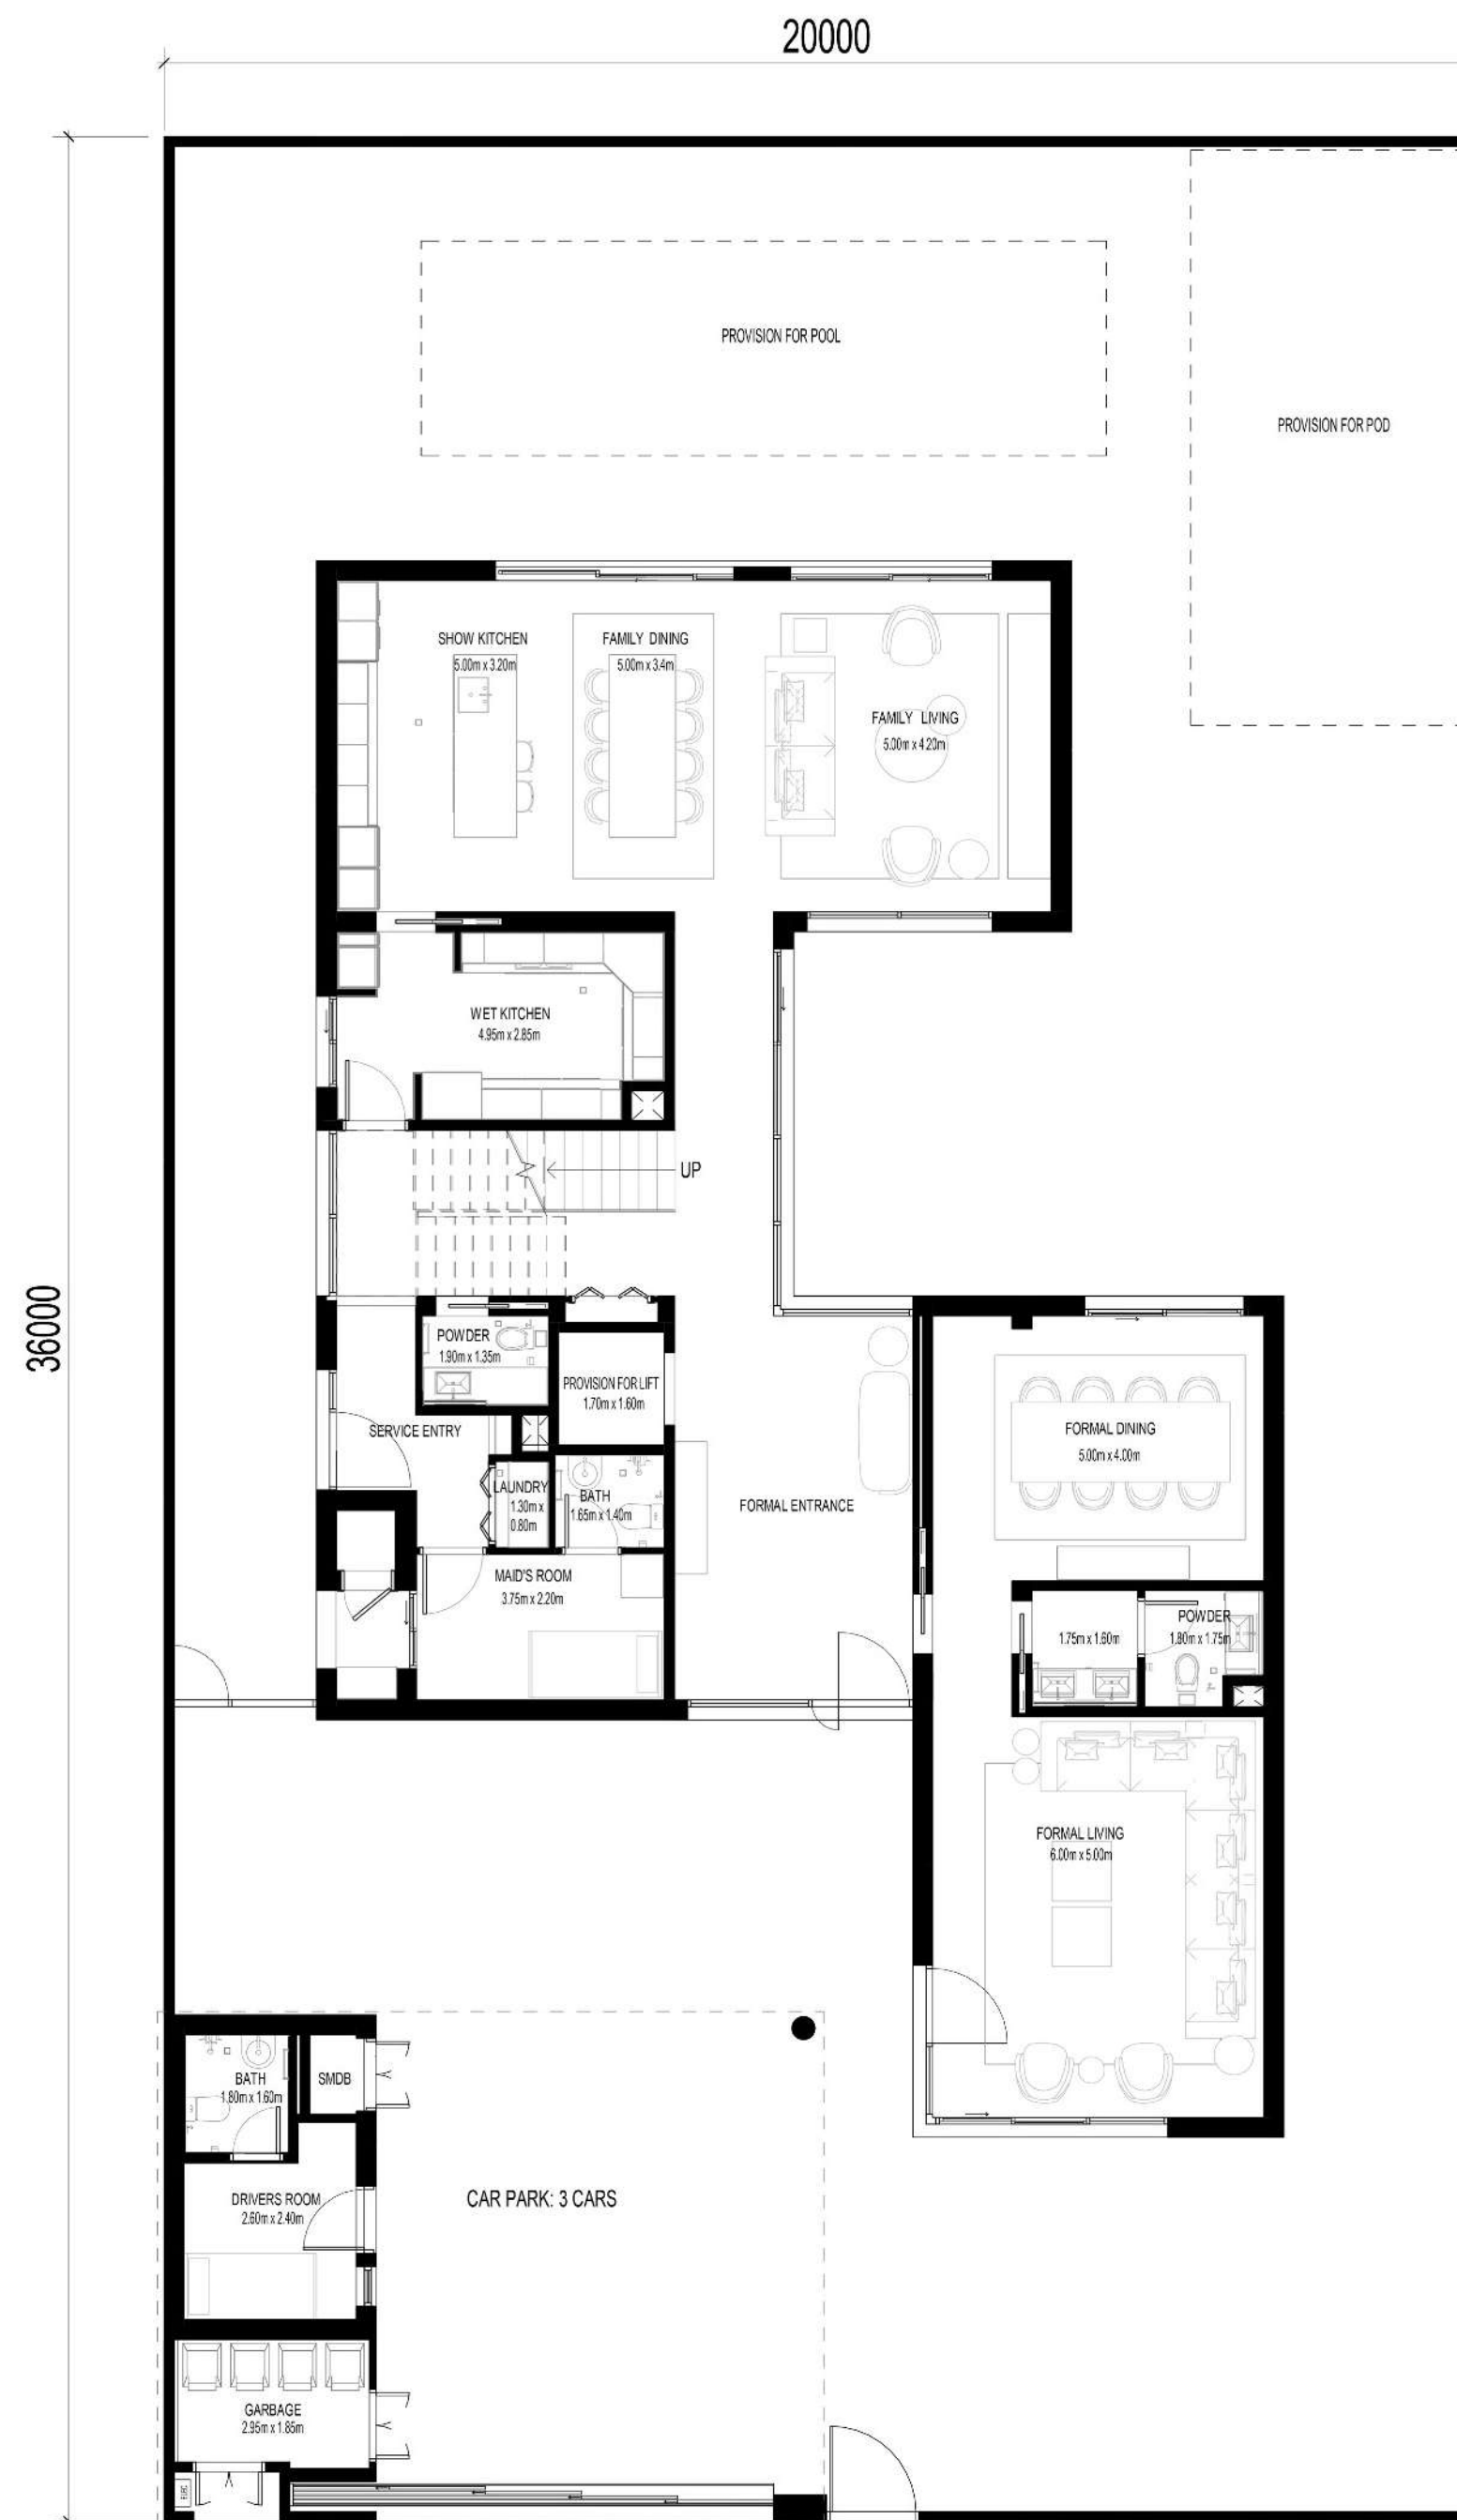 20000
36000
PROVISION FOR POOL
PROVISION FOR POD
SHOW KITCHEN
5.00m x 3.20m
FAMILY DINING
5.00m x 3.4m
FAMILY LIVING
5.00m x 4.20m
WET KITCHEN
4.95m x 2.85m
UP
POWDER
1.90m x 1.35m
PROVISION FOR LIFT
1.70m x 1.60m
SERVICE ENTRY
LAUNDRY
1.30m x
0.80m
BATH
1.65m x 1.40m
FORMAL ENTRANCE
FORMAL DINING
5.00m x 4.00m
MAID'S ROOM
3.75m x 2.20m
1.75m x 1.60m
POWDER
1.80m x 1.75m
FORMAL LIVING
6.00m x 5.00m
BATH
1.80m x 1.60m
SMDB
DRIVERS ROOM
2.60m x 2.40m
CAR PARK: 3 CARS
GARBAGE
2.95m x 1.85m